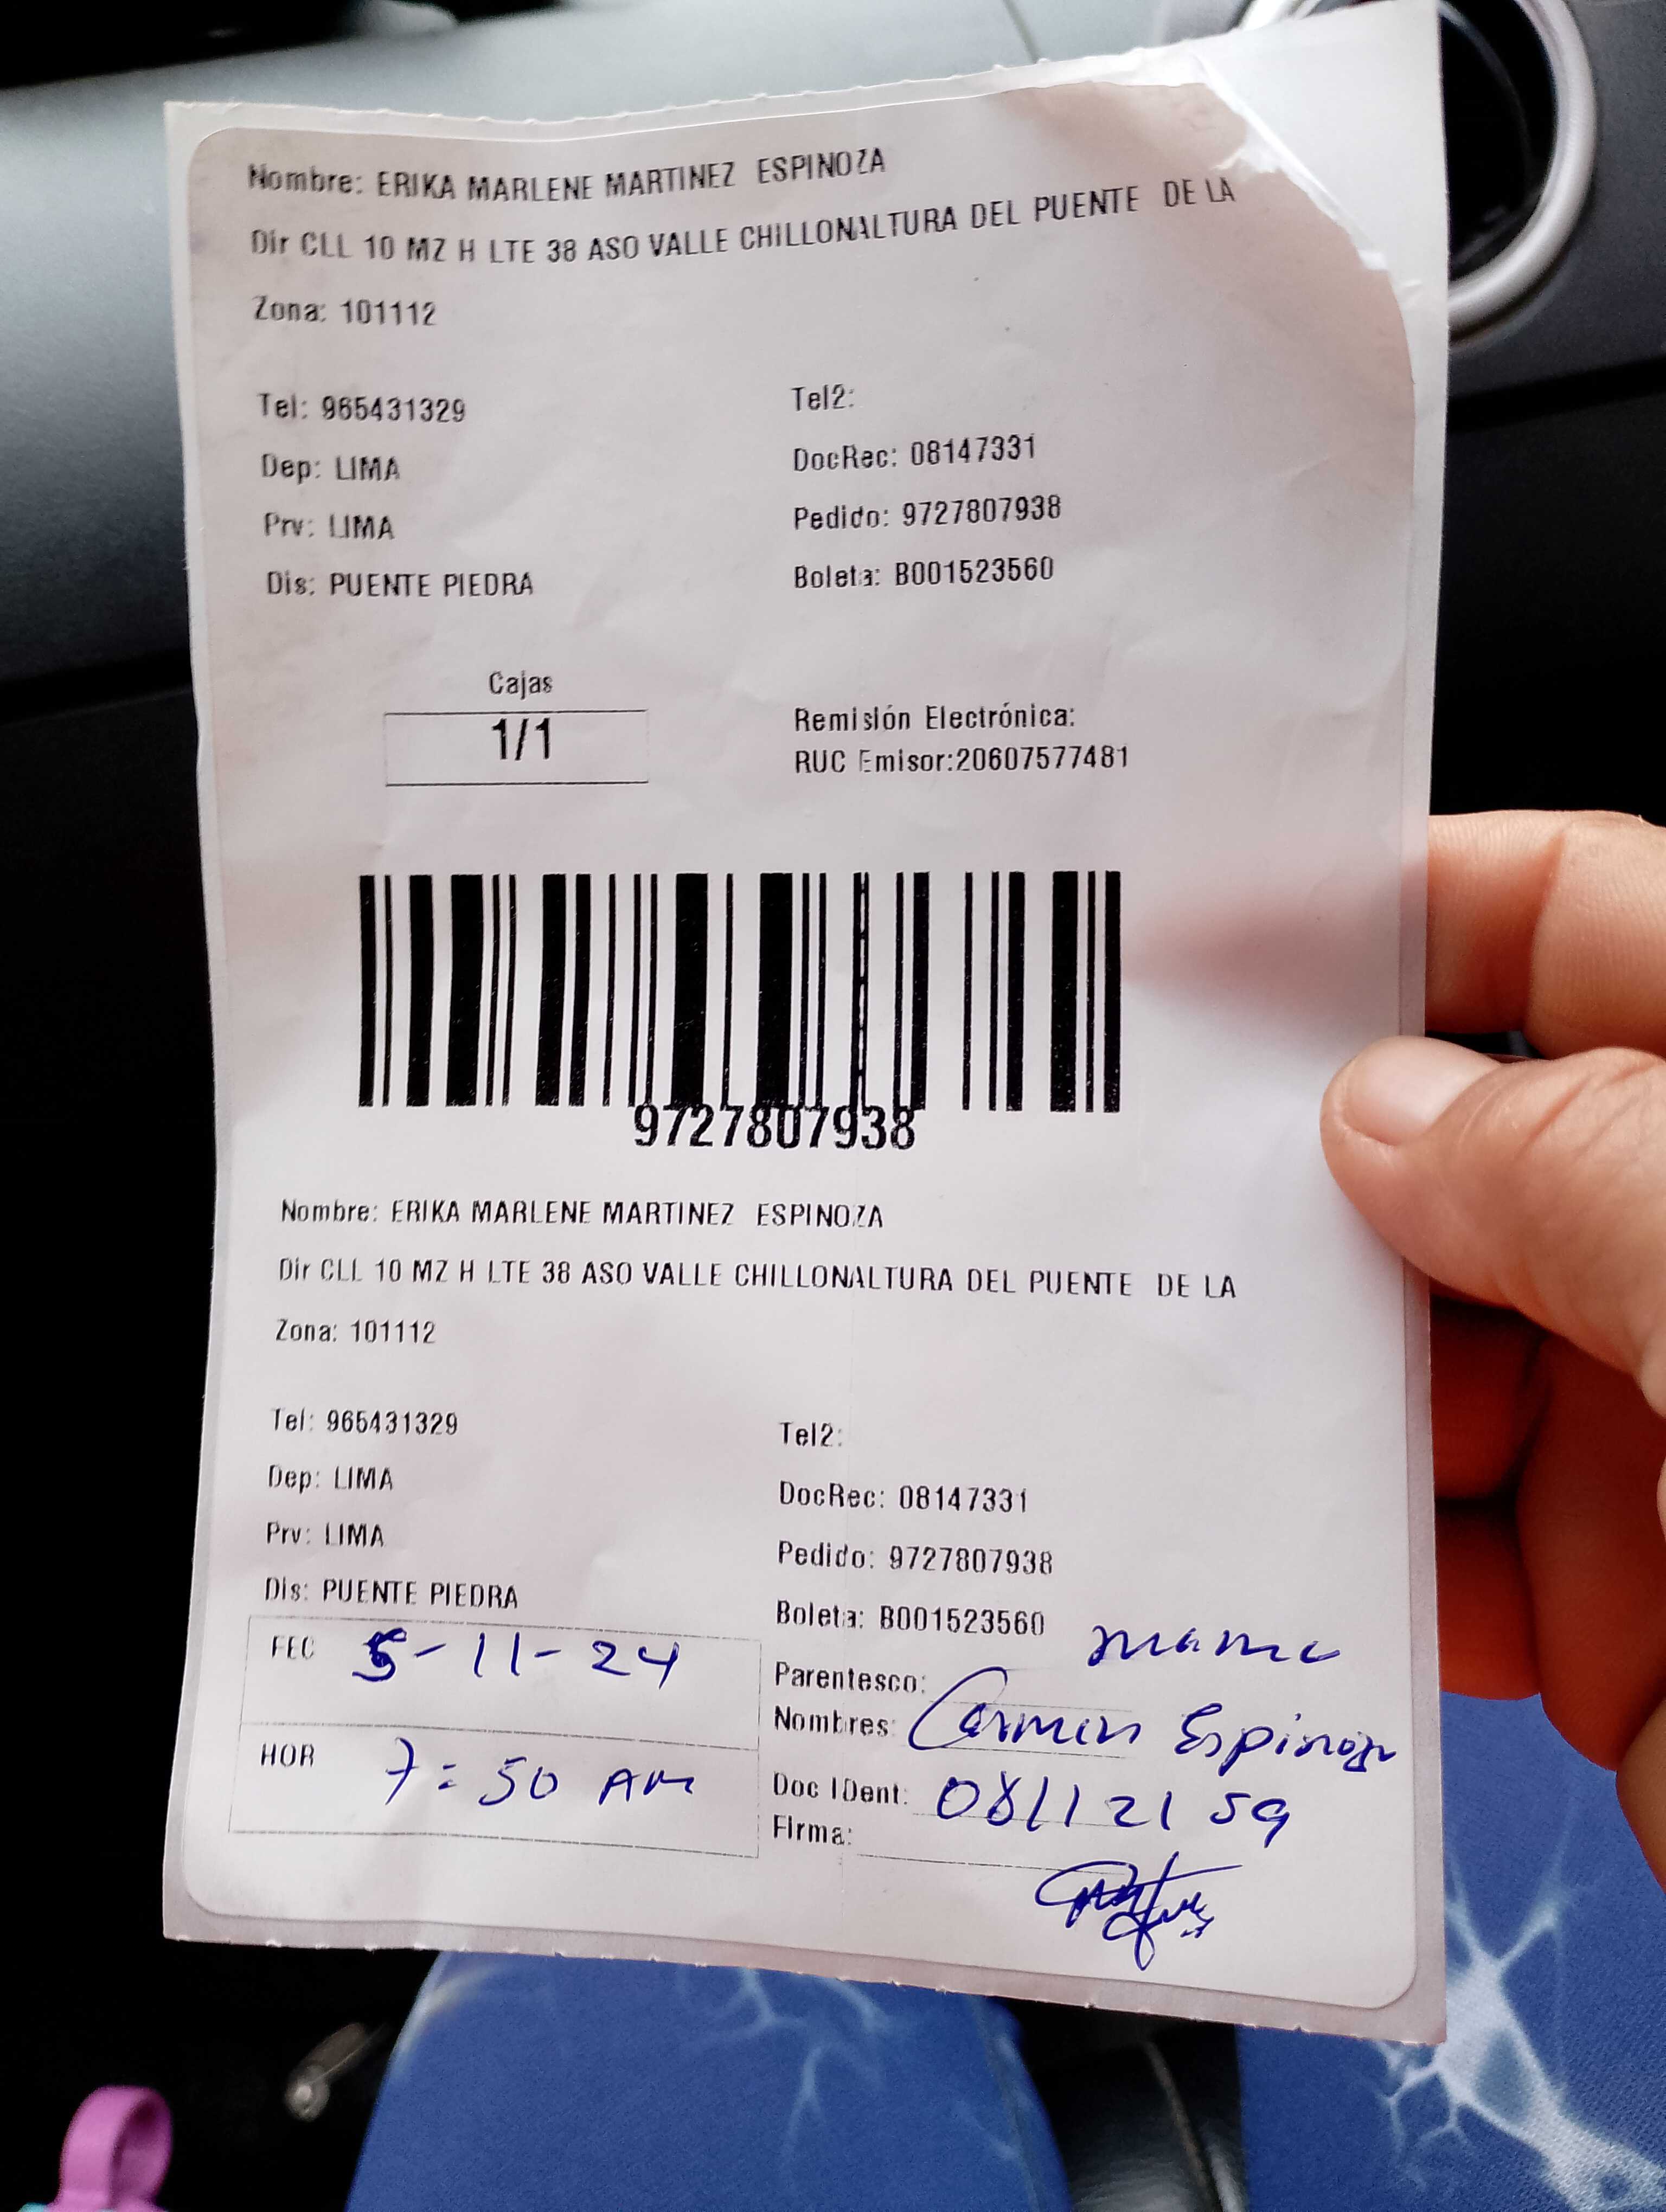 Nombre: ERIKA MARLENE MARTINEZ ESPINOZA
Dir CLL 10 MZ H LTE 38 ASO VALLE CHILLONALTURA DEL PUENTE DE LA
Zona: 101112
Tel: 965431329
Tel2:
Dep: LIMA
DocRec: 08147331
Prv: LIMA
Pedido: 9727807938
Dis: PUENTE PIEDRA
Boleta: B001523560
Cajas
1/1
Remisión Electrónica:
RUC Emisor:20607577481
9727807938
Nombre: ERIKA MARLENE MARTINEZ ESPINOZA
Dir CLL 10 MZ H LTE 38 ASO VALLE CHILLONALTURA DEL PUENTE DE LA
Zona: 101112
Tel: 965431329
Tel2:
Dep: LIMA
DocRec: 08147331
Prv: LIMA
Pedido: 9727807938
Dis: PUENTE PIEDRA
Boleta: B001523560
FEC 5-11-24
Parentesco: mama
Nombres: Carmen Espinoza
HOR 7:50 AM
Doc IDent: 08112159
Firma: